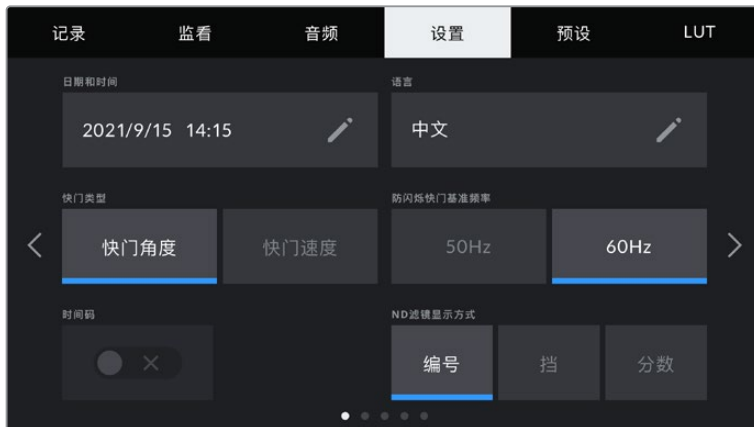 记录 监看 音频 设置 预设 LUT
日期和时间 语言
2021/9/15 14:15 中文
快门类型 防闪烁快门基准频率
快门角度 快门速度 50Hz 60Hz
时间码 ND滤镜显示方式
编号 挡 分数